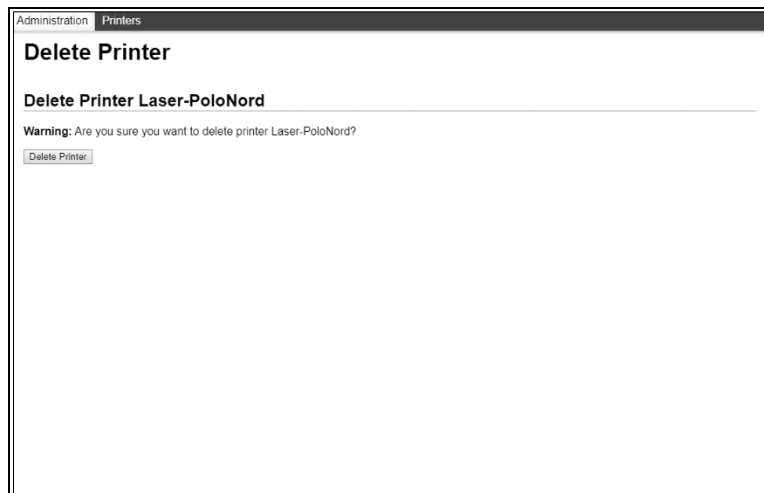 Administration Printers
Delete Printer
Delete Printer Laser-PoloNord
Warning: Are you sure you want to delete printer Laser-PoloNord?
Delete Printer